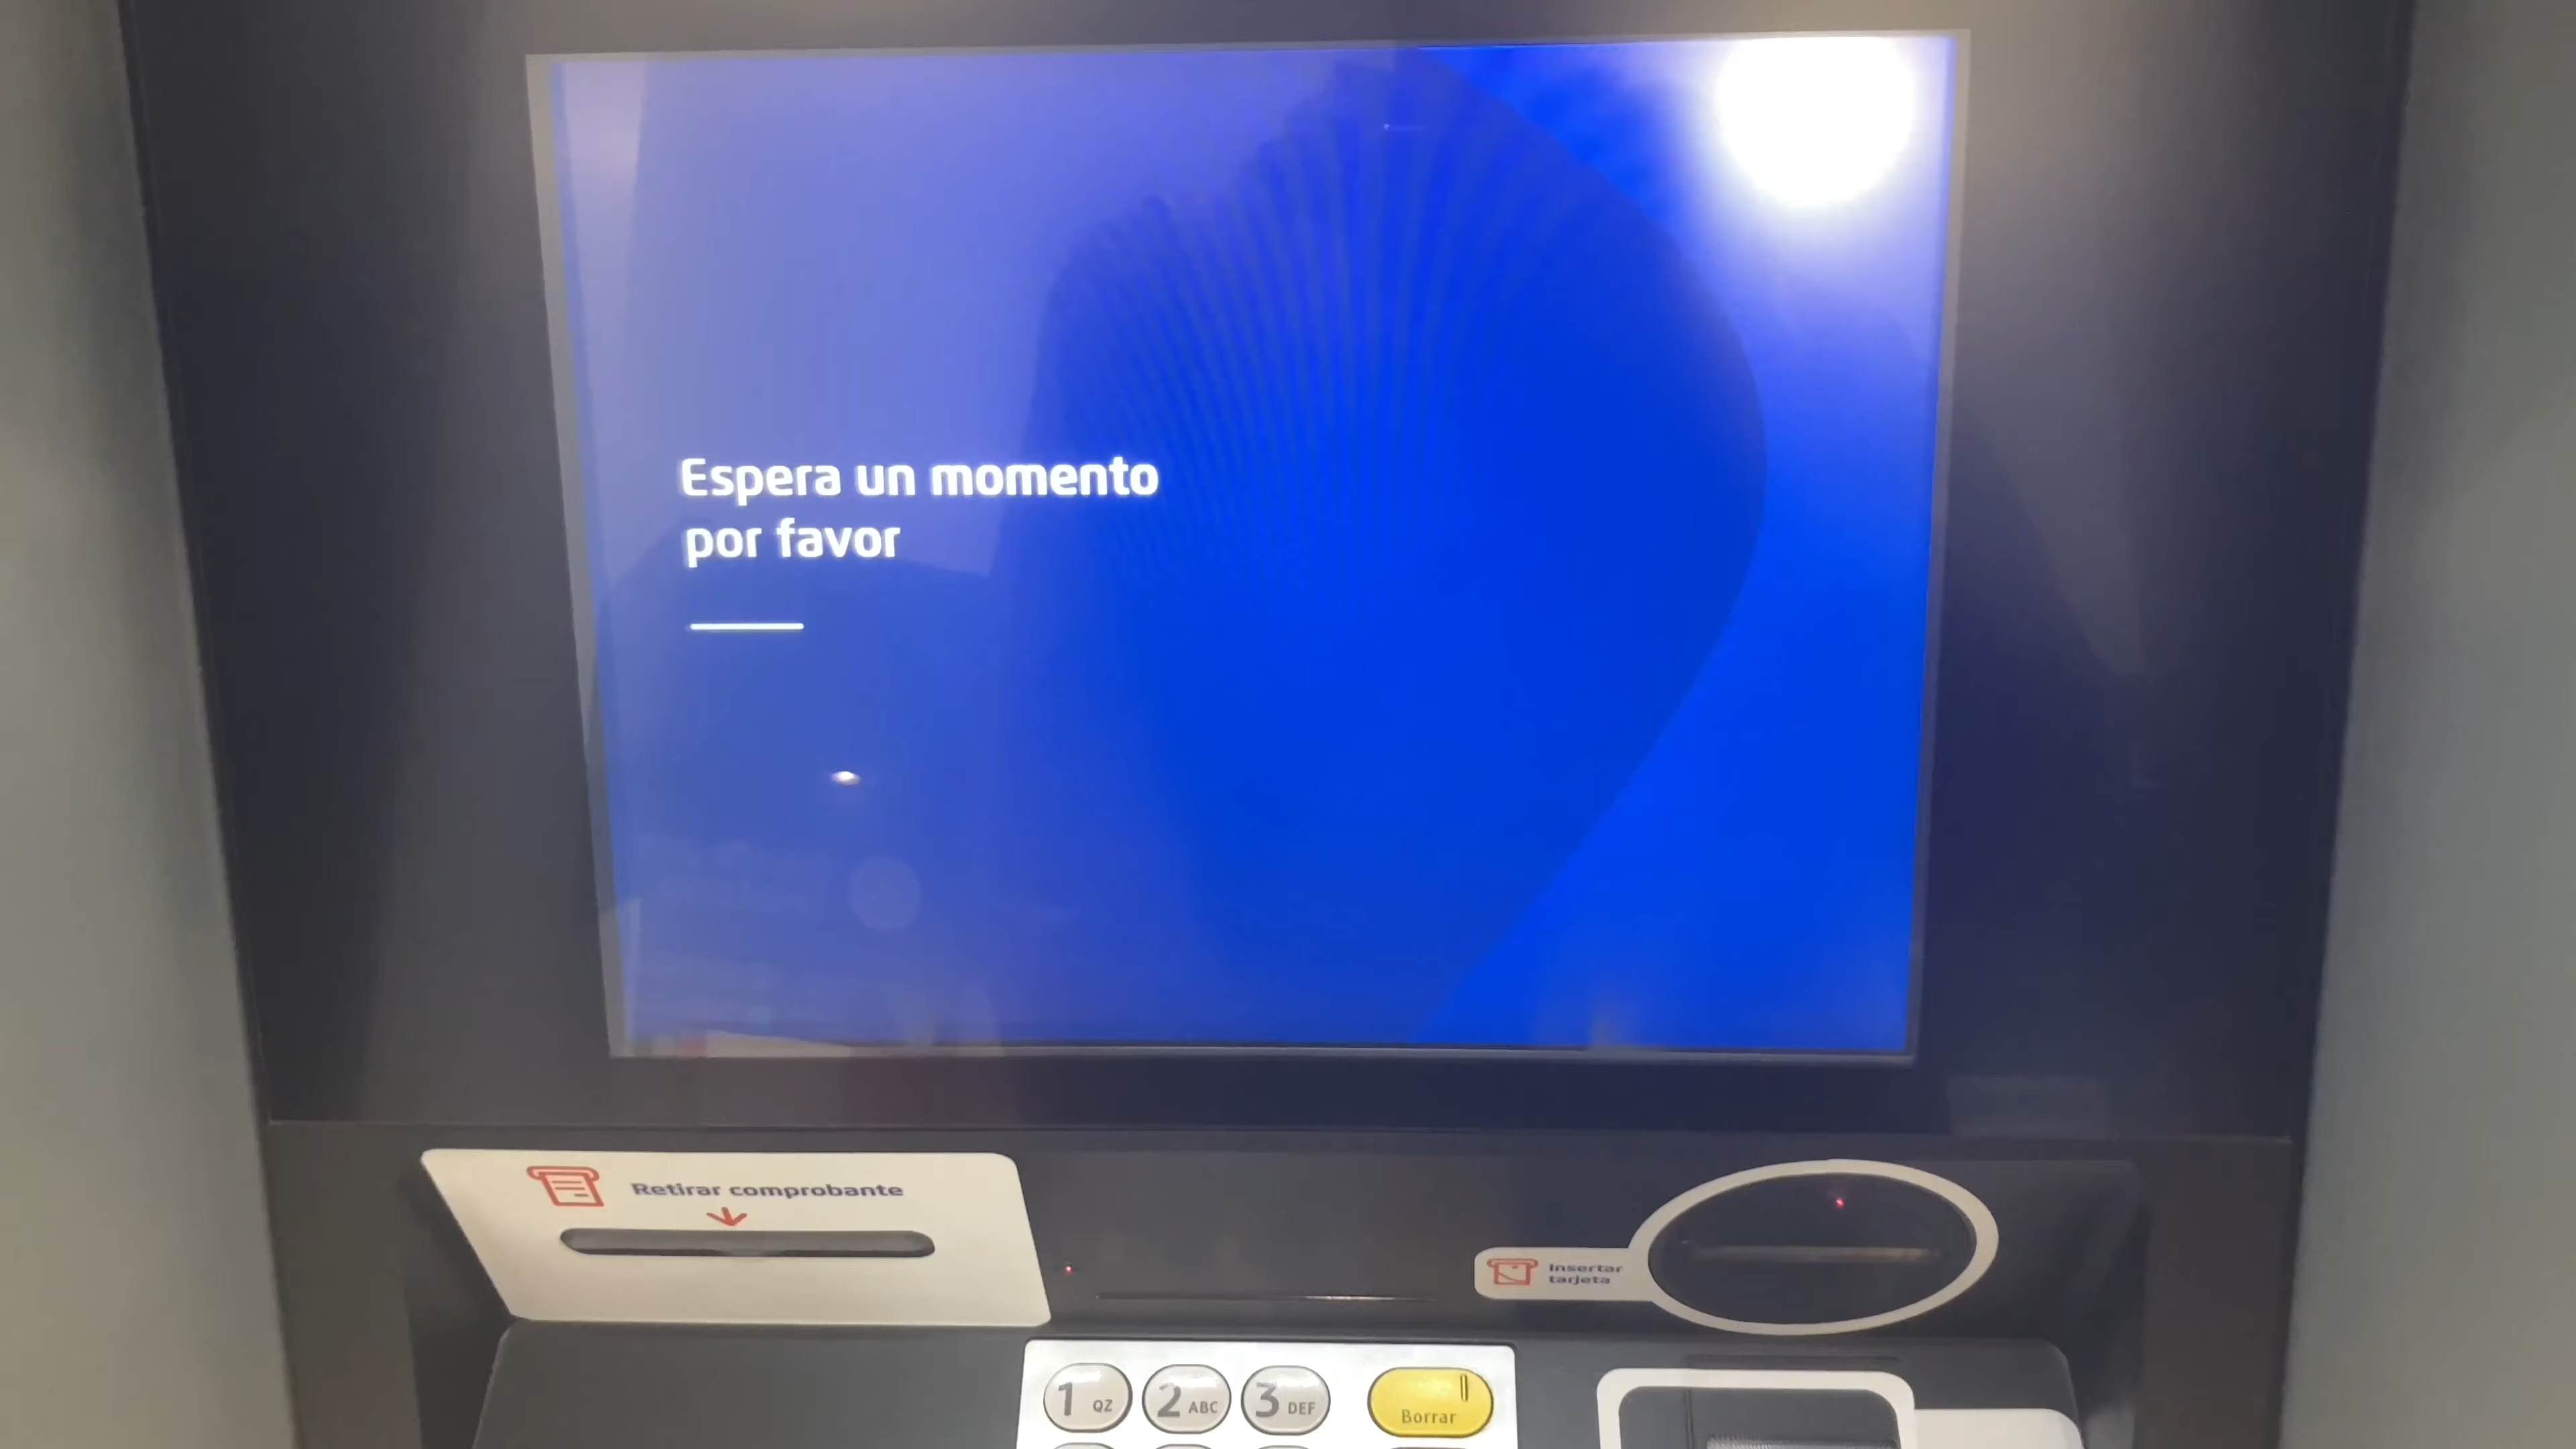 Espera un momento
por favor
Retirar comprobante
Insertar
tarjeta
1 QZ 2 ABC 3 DEF Borrar